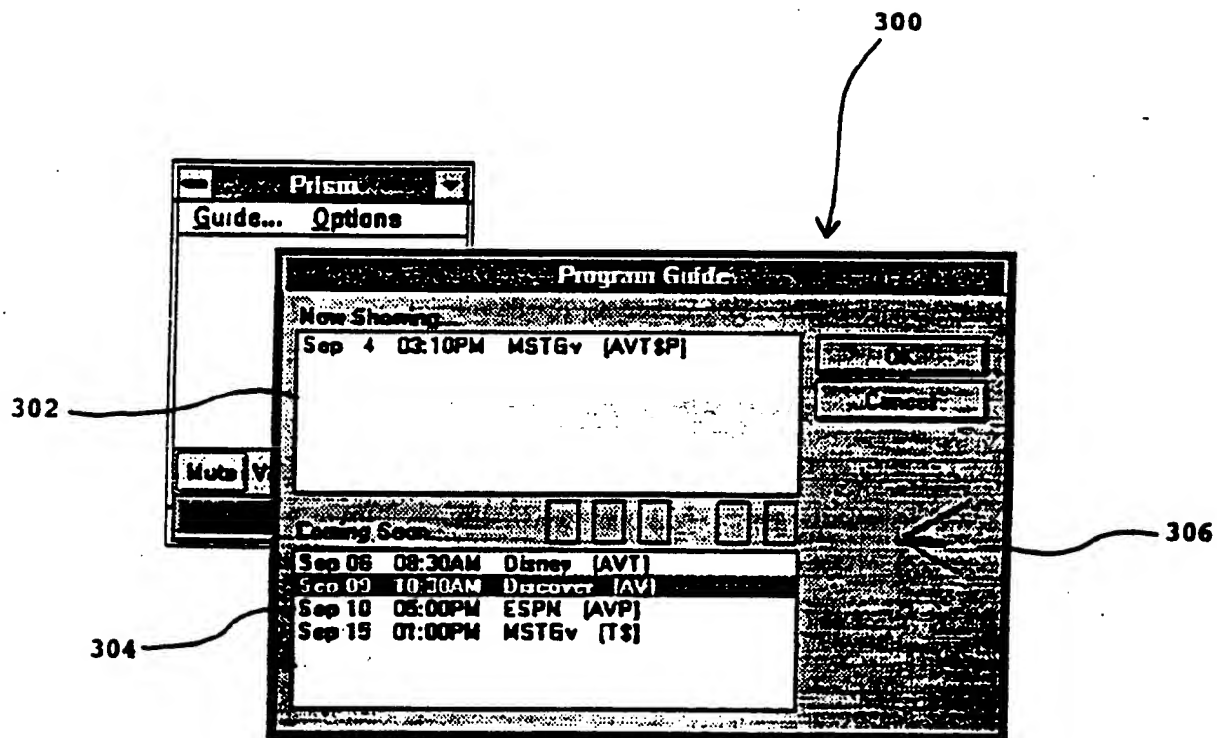 300
Prism
Guide... Options
Program Guide
Now Showing...
Sep 4 03:10PM MSTGv [AVT$P]
OK
Cancel
302
Mute V
Coming Soon...
306
Sep 06 08:30AM Disney [AVT]
Sep 09 10:30AM Discover [AV]
Sep 10 05:00PM ESPN [AVP]
Sep 15 01:00PM MSTGv [T$]
304